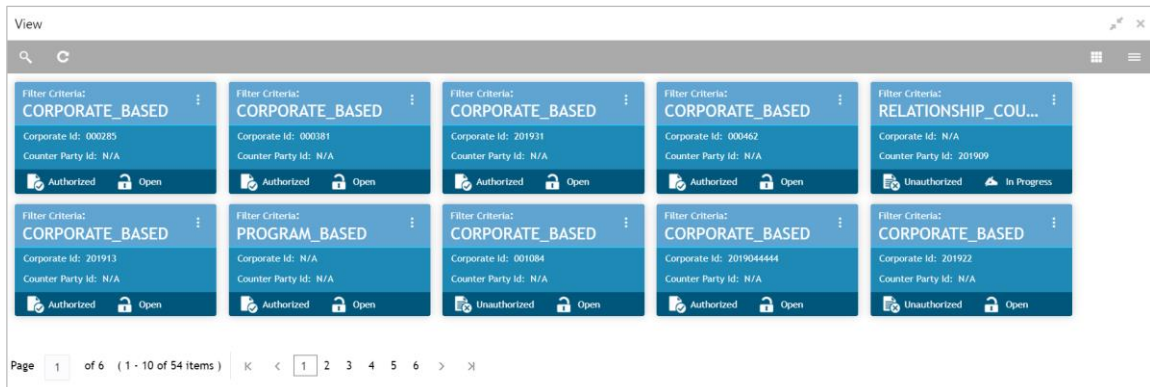 View
Filter Criteria:
CORPORATE_BASED
Corporate Id: 000285
Counter Party Id: N/A
Authorized Open
Filter Criteria:
CORPORATE_BASED
Corporate Id: 000381
Counter Party Id: N/A
Authorized Open
Filter Criteria:
CORPORATE_BASED
Corporate Id: 201931
Counter Party Id: N/A
Authorized Open
Filter Criteria:
CORPORATE_BASED
Corporate Id: 000462
Counter Party Id: N/A
Authorized Open
Filter Criteria:
RELATIONSHIP_COU...
Corporate Id: N/A
Counter Party Id: 201909
Unauthorized In Progress
Filter Criteria:
CORPORATE_BASED
Corporate Id: 201913
Counter Party Id: N/A
Authorized Open
Filter Criteria:
PROGRAM_BASED
Corporate Id: N/A
Counter Party Id: N/A
Authorized Open
Filter Criteria:
CORPORATE_BASED
Corporate Id: 001084
Counter Party Id: N/A
Unauthorized Open
Filter Criteria:
CORPORATE_BASED
Corporate Id: 2019044444
Counter Party Id: N/A
Authorized Open
Filter Criteria:
CORPORATE_BASED
Corporate Id: 201922
Counter Party Id: N/A
Unauthorized Open
Page 1 of 6 ( 1 - 10 of 54 items ) 1 2 3 4 5 6